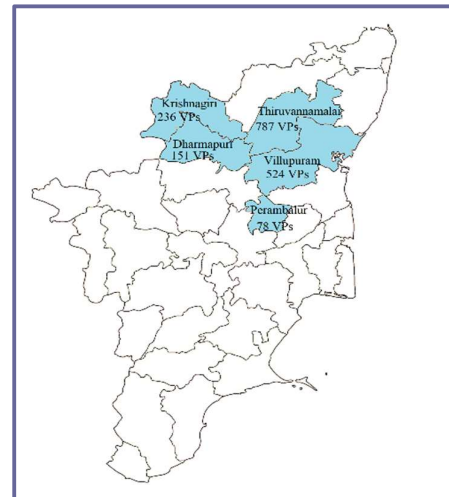 Krishnagiri
236 VPs
Thiruvannamalai
787 VPs
Dharmapuri
151 VPs
Villupuram
524 VPs
Perambalur
78 VPs